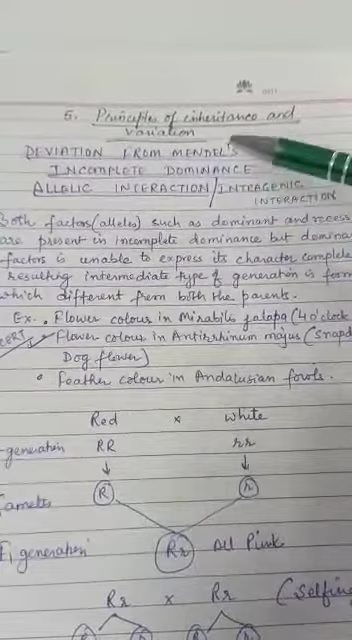 5. Principles of inheritance and
variation
DEVIATION FROM MENDEL'S
INCOMPLETE DOMINANCE
ALLELIC INTERACTION/INTRAGENIC
INTERACTION
Both factors (alleles) such as dominant and recess
are present in incomplete dominance but domina
factors is unable to express its character complete
resulting intermediate type of generation is form
which different from both the parents.
Ex. • Flower colour in Mirabilis jalapa (4 o'clock
• Flower colour in Antirrhinum majus (Snapd
Dog flower)
• Feather colour in Andalusian fowls.
Red × White
generation RR rr
Gametes R r
F₁ generation Rr All Pink
Rr × Rr (Selfing